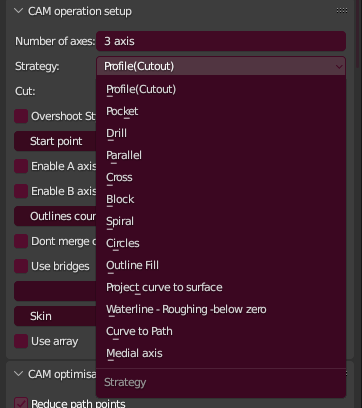 CAM operation setup
Number of axes: 3 axis
Strategy: Profile(Cutout)
Cut: Profile(Cutout)
Pocket
Overshoot St
Drill
Start point
Parallel
Enable A axis
Cross
Enable B axis
Block
Outlines cour
Spiral
Dont merge
Circles
Use bridges
Outline Fill
Project curve to surface
Skin
Waterline - Roughing -below zero
Use array
Curve to Path
Medial axis
CAM optimisa
Strategy
Reduce path points